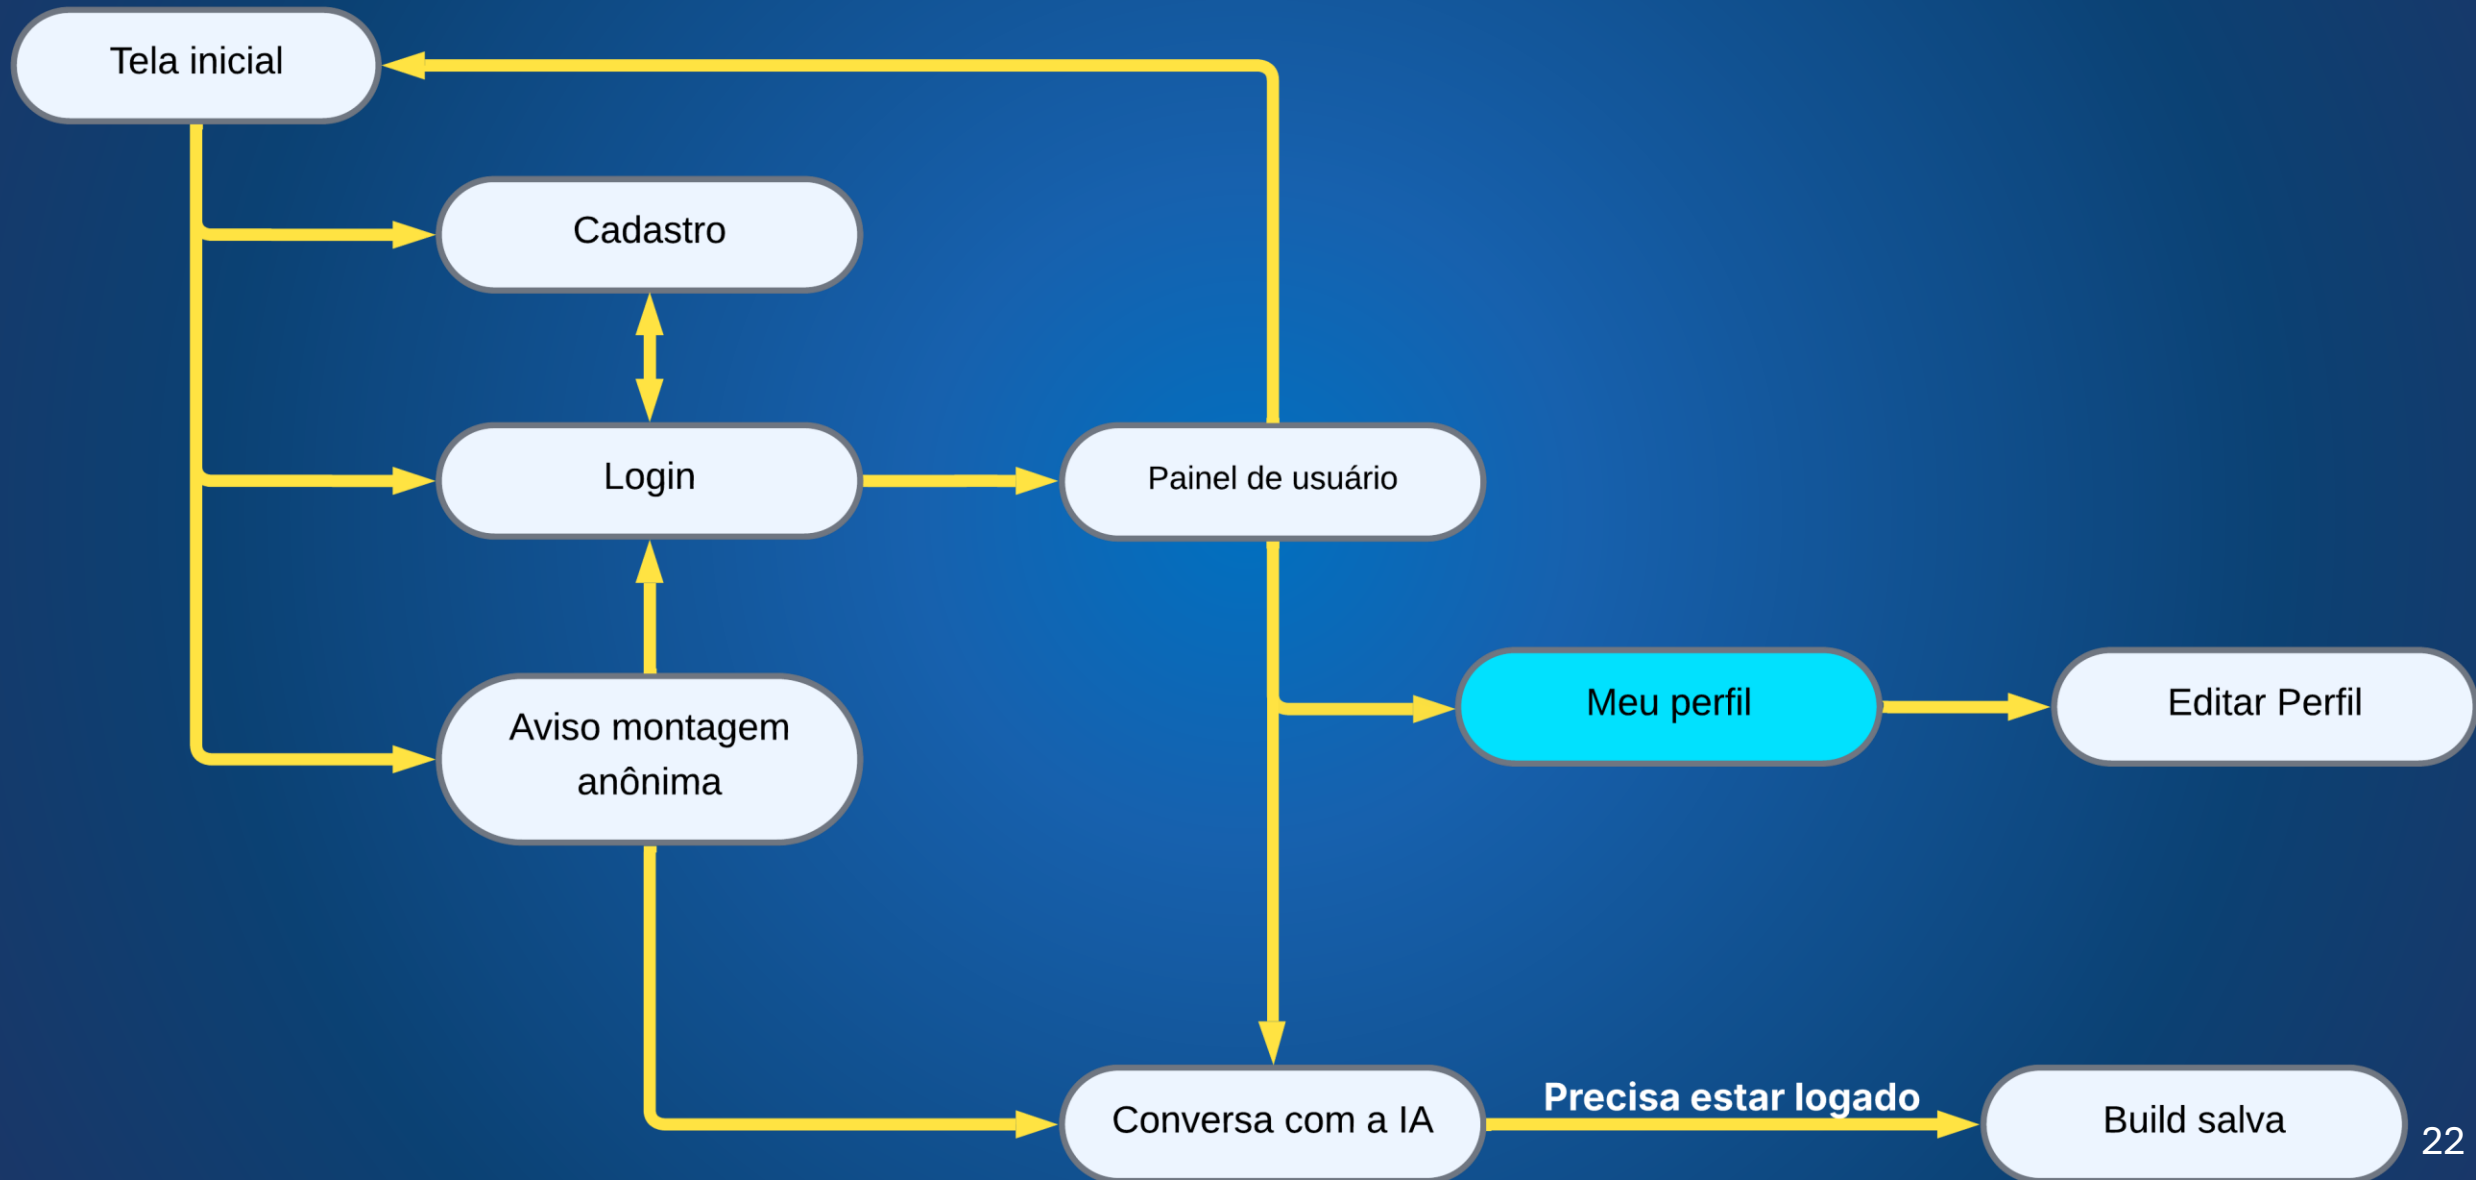 Tela inicial
Cadastro
Login
Painel de usuário
Aviso montagem
anônima
Meu perfil
Editar Perfil
Conversa com a IA
Precisa estar logado
Build salva
22